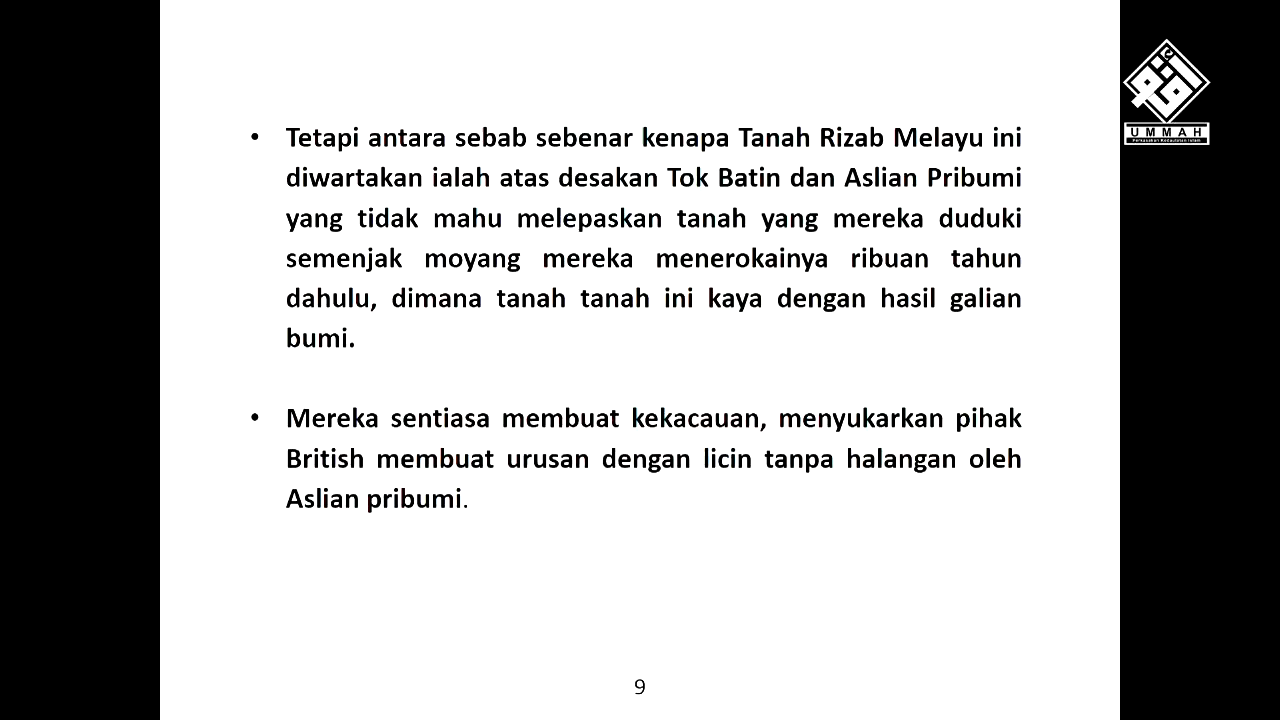 • Tetapi antara sebab sebenar kenapa Tanah Rizab Melayu ini
diwartakan ialah atas desakan Tok Batin dan Aslian Pribumi
yang tidak mahu melepaskan tanah yang mereka duduki
semenjak moyang mereka menerokainya ribuan tahun
dahulu, dimana tanah tanah ini kaya dengan hasil galian
bumi.
• Mereka sentiasa membuat kekacauan, menyukarkan pihak
British membuat urusan dengan licin tanpa halangan oleh
Aslian pribumi.
9
UMMAH